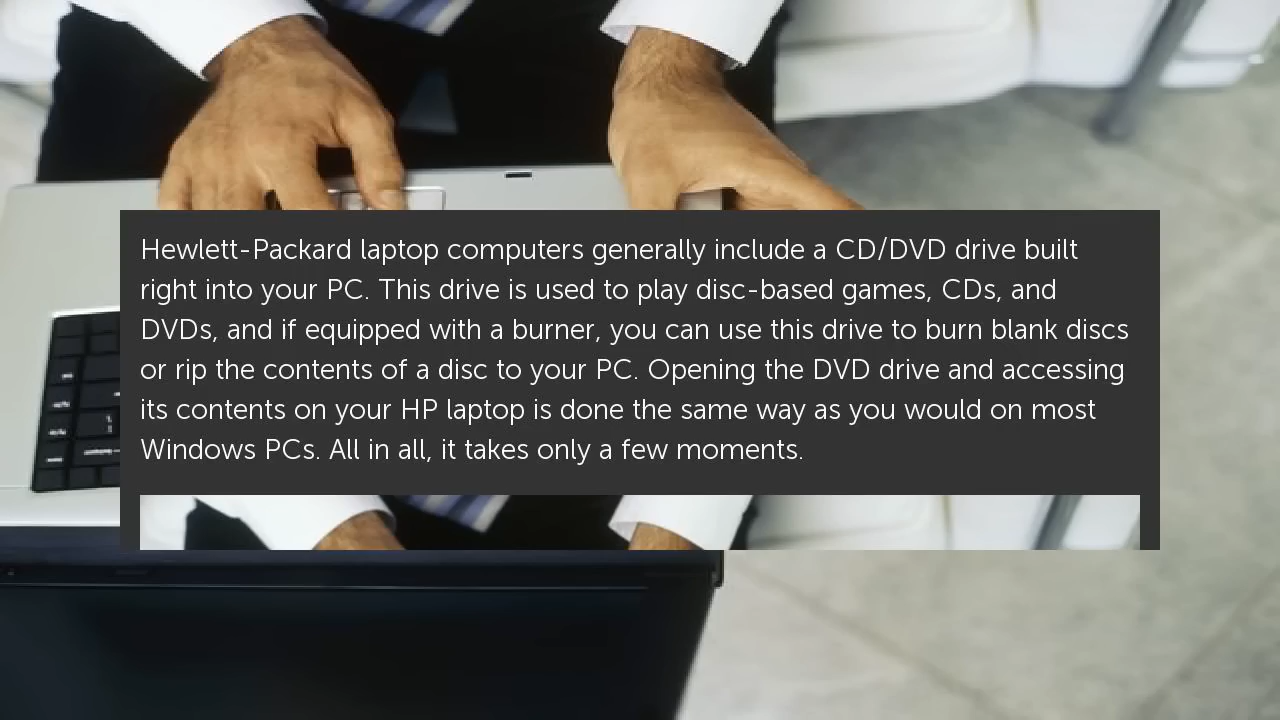 Hewlett-Packard laptop computers generally include a CD/DVD drive built
right into your PC. This drive is used to play disc-based games, CDs, and
DVDs, and if equipped with a burner, you can use this drive to burn blank discs
or rip the contents of a disc to your PC. Opening the DVD drive and accessing
its contents on your HP laptop is done the same way as you would on most
Windows PCs. All in all, it takes only a few moments.